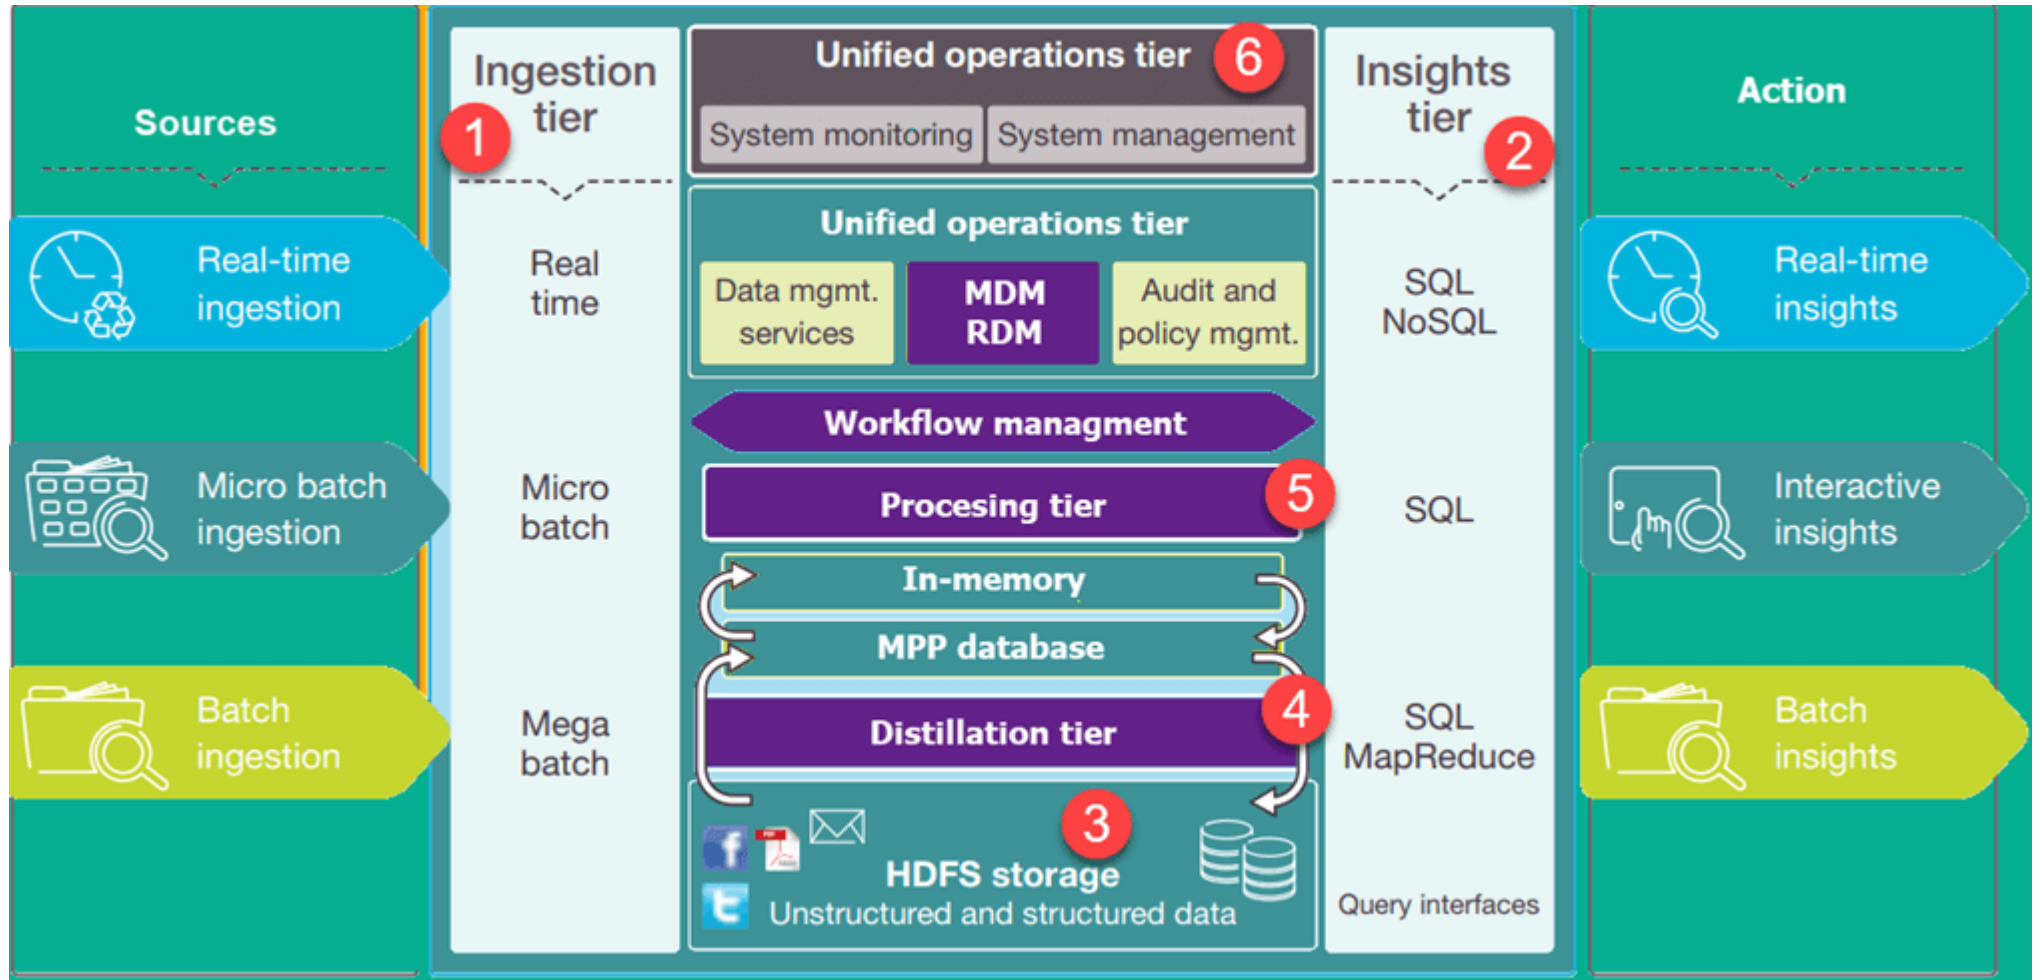 Sources
Real-time
ingestion
Micro batch
ingestion
Batch
ingestion
Ingestion
tier
1
Real
time
Micro
batch
Mega
batch
Unified operations tier
6
System monitoring
System management
Unified operations tier
Data mgmt.
services
MDM
RDM
Audit and
policy mgmt.
Workflow managment
Procesing tier
5
In-memory
MPP database
Distillation tier
4
3
PDF
f
t
HDFS storage
Unstructured and structured data
Insights
tier
2
SQL
NoSQL
SQL
SQL
MapReduce
Query interfaces
Action
Real-time
insights
Interactive
insights
Batch
insights